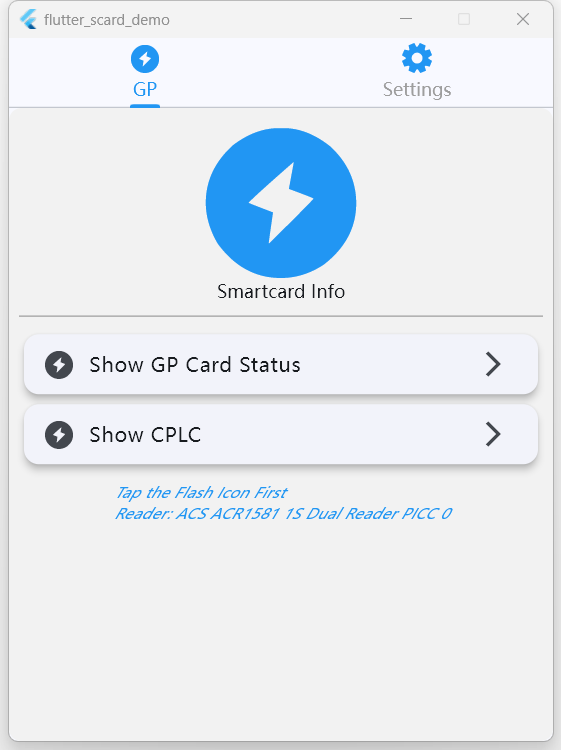 flutter_scard_demo
GP
Settings
Smartcard Info
Show GP Card Status
Show CPLC
Tap the Flash Icon First
Reader: ACS ACR1581 1S Dual Reader PICC 0